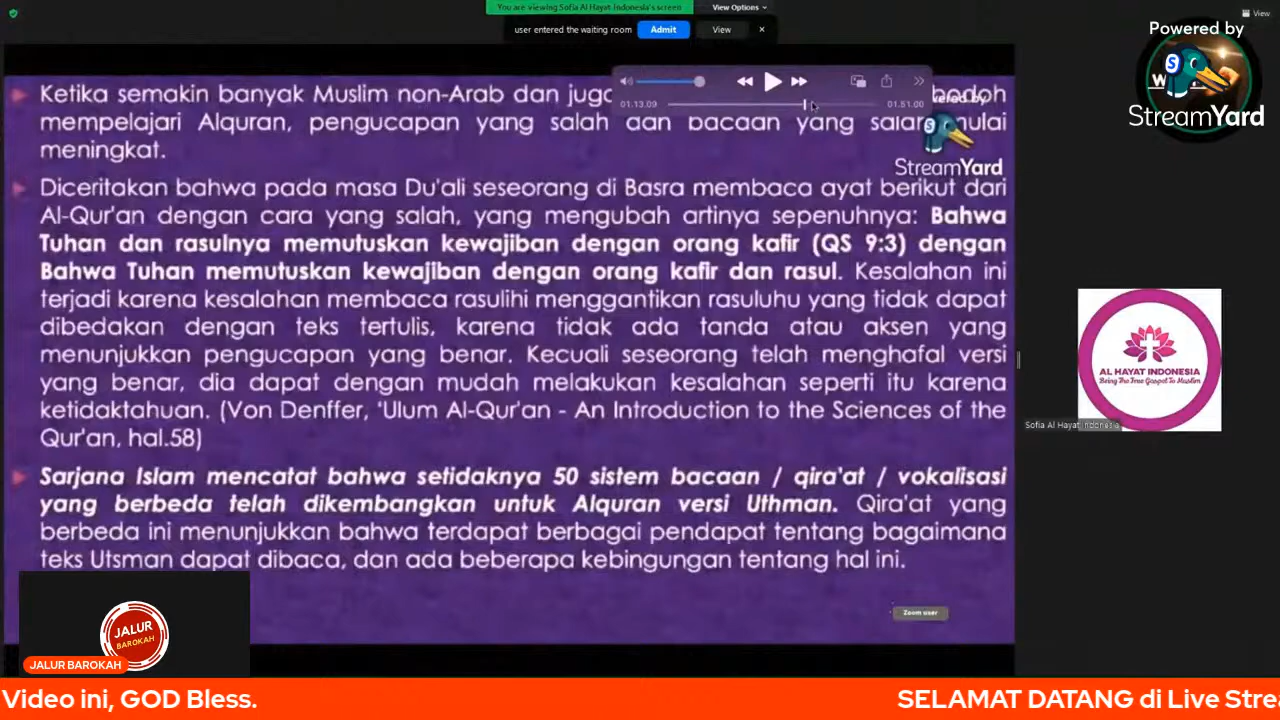 You are viewing Sofia Al Hayat Indonesia's screen
View Options
View
user entered the waiting room
Admit
View
Powered by
StreamYard
01.13.09
01.51.00
Ketika semakin banyak Muslim non-Arab dan juga
mempelajari Alquran, pengucapan yang salah dan bacaan yang salah mulai
meningkat.
StreamYard
Diceritakan bahwa pada masa Du'ali seseorang di Basra membaca ayat berikut dari
Al-Qur'an dengan cara yang salah, yang mengubah artinya sepenuhnya: Bahwa
Tuhan dan rasulnya memutuskan kewajiban dengan orang kafir (QS 9:3) dengan
Bahwa Tuhan memutuskan kewajiban dengan orang kafir dan rasul. Kesalahan ini
terjadi karena kesalahan membaca rasulihi menggantikan rasuluhu yang tidak dapat
dibedakan dengan teks tertulis, karena tidak ada tanda atau aksen yang
menunjukkan pengucapan yang benar. Kecuali seseorang telah menghafal versi
yang benar, dia dapat dengan mudah melakukan kesalahan seperti itu karena
ketidaktahuan. (Von Denffer, 'Ulum Al-Qur'an - An Introduction to the Sciences of the
Qur'an, hal.58)
Sarjana Islam mencatat bahwa setidaknya 50 sistem bacaan / qira'at / vokalisasi
yang berbeda telah dikembangkan untuk Alquran versi Uthman. Qira'at yang
berbeda ini menunjukkan bahwa terdapat berbagai pendapat tentang bagaimana
teks Utsman dapat dibaca, dan ada beberapa kebingungan tentang hal ini.
Zoom user
AL HAYAT INDONESIA
Bring The True Gospel To Muslim
Sofia Al Hayat Indonesia
JALUR
BAROKAH
JALUR BAROKAH
Video ini, GOD Bless.
SELAMAT DATANG di Live Strea